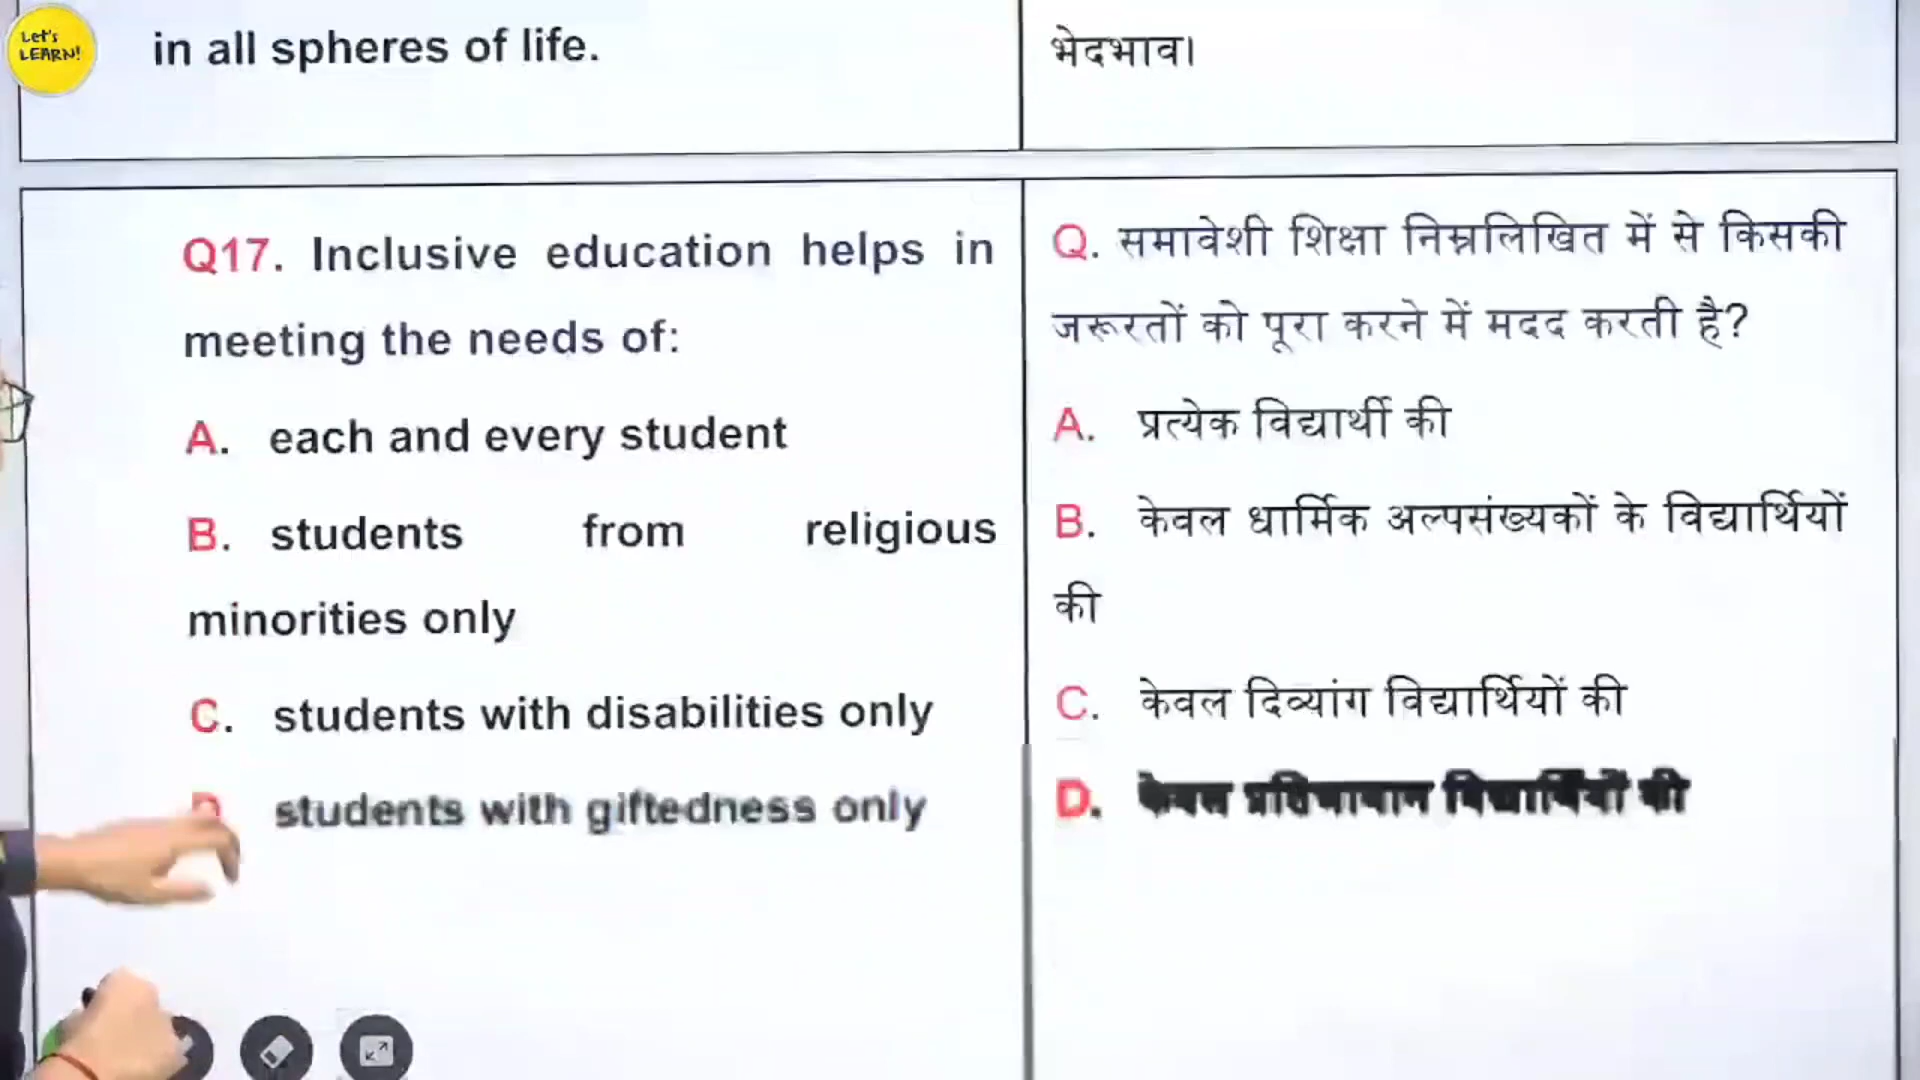 Let's
LEARN!
in all spheres of life.
भेदभाव।
Q17. Inclusive education helps in
meeting the needs of:
A. each and every student
B. students from religious
minorities only
C. students with disabilities only
D students with giftedness only
Q. समावेशी शिक्षा निम्नलिखित में से किसकी
जरूरतों को पूरा करने में मदद करती है?
A. प्रत्येक विद्यार्थी की
B. केवल धार्मिक अल्पसंख्यकों के विद्यार्थियों
की
C. केवल दिव्यांग विद्यार्थियों की
D. केवल विद्यार्थियों की